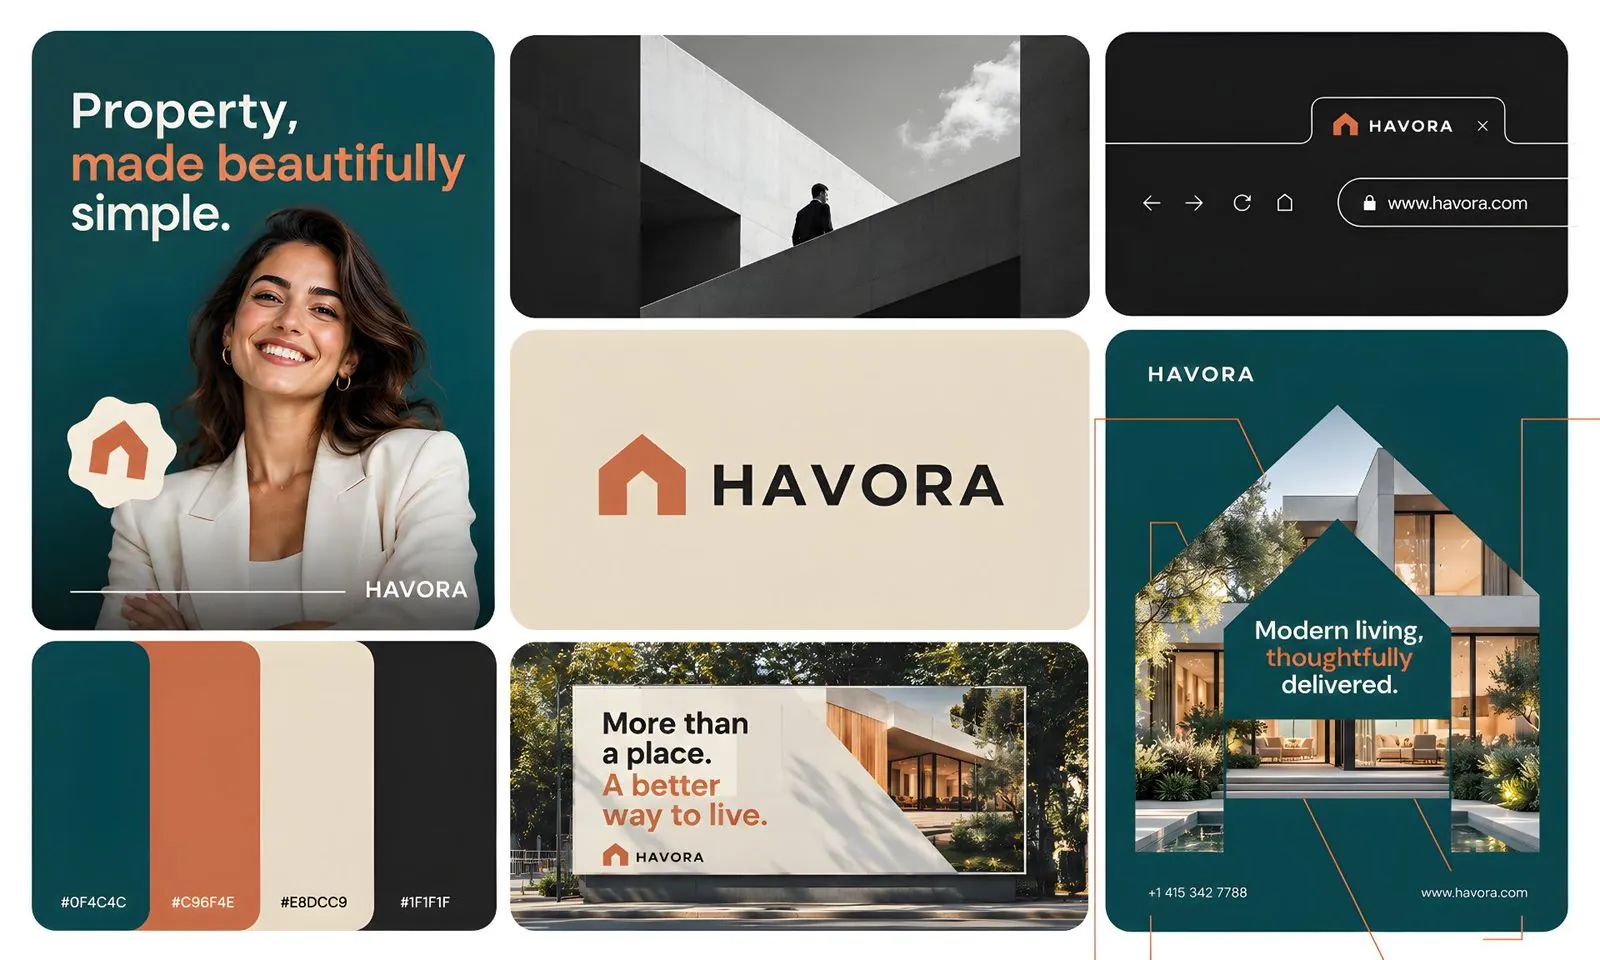 Property,
made beautifully
simple.
HAVORA
#0F4C4C
#C96F4E
#E8DCC9
#1F1F1F
HAVORA
More than
a place.
A better
way to live.
HAVORA
HAVORA
www.havora.com
HAVORA
Modern living,
thoughtfully
delivered.
+1 415 342 7788
www.havora.com